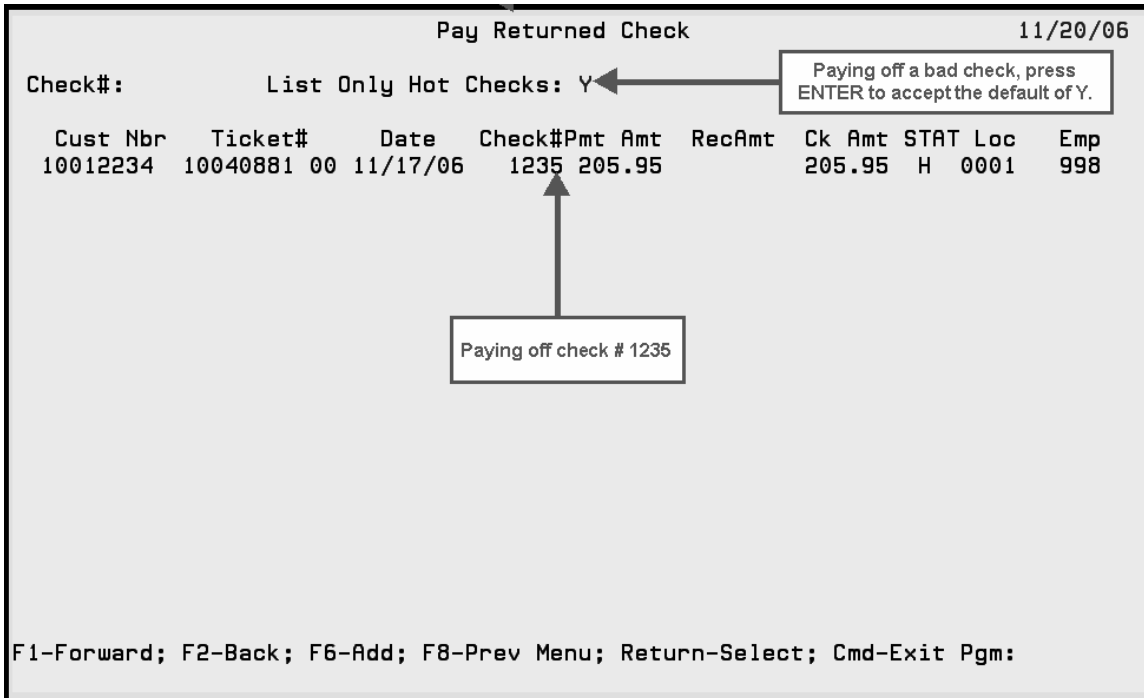 Pay Returned Check 11/20/06
Check#: List Only Hot Checks: Y
Paying off a bad check, press
ENTER to accept the default of Y.
Cust Nbr Ticket# Date Check#Pmt Amt RecAmt Ck Amt STAT Loc Emp
10012234 10040881 00 11/17/06 1235 205.95 205.95 H 0001 998
Paying off check # 1235
F1-Forward; F2-Back; F6-Add; F8-Prev Menu; Return-Select; Cmd-Exit Pgm: